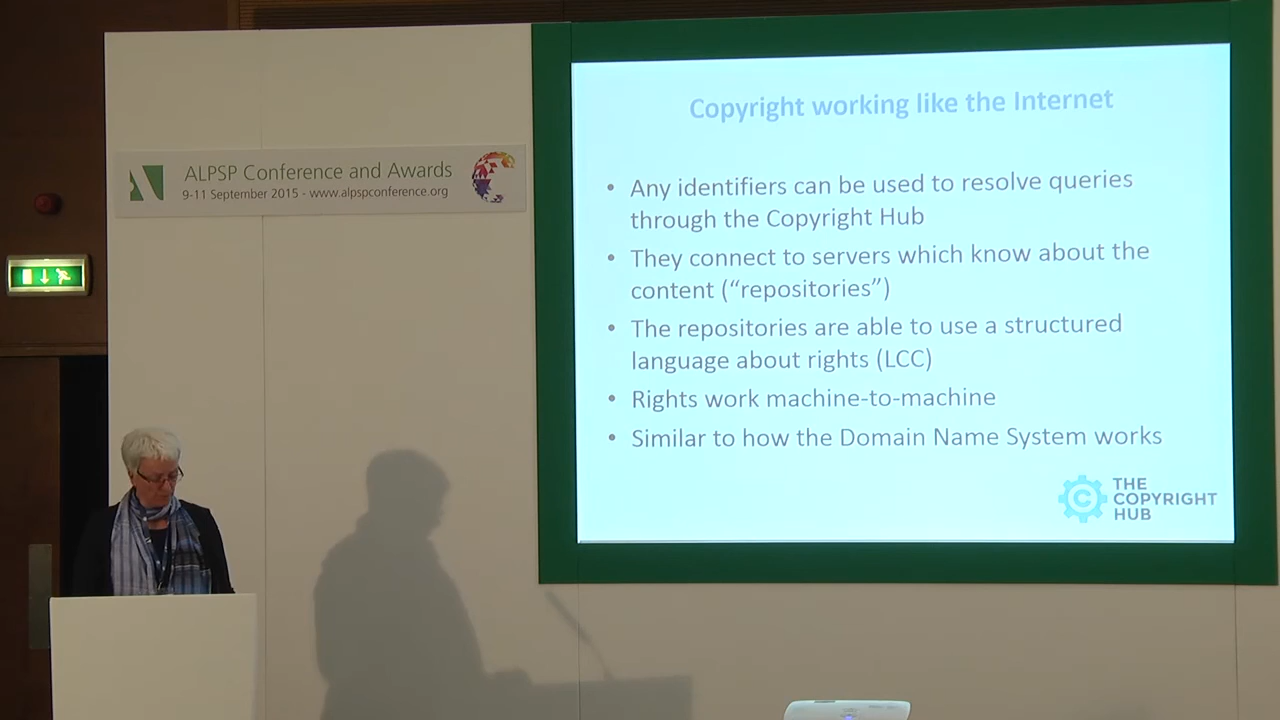 ALPSP Conference and Awards
9-11 September 2015 - www.alpspconference.org
Copyright working like the Internet
• Any identifiers can be used to resolve queries
through the Copyright Hub
• They connect to servers which know about the
content (“repositories”)
• The repositories are able to use a structured
language about rights (LCC)
• Rights work machine-to-machine
• Similar to how the Domain Name System works
THE
COPYRIGHT
HUB